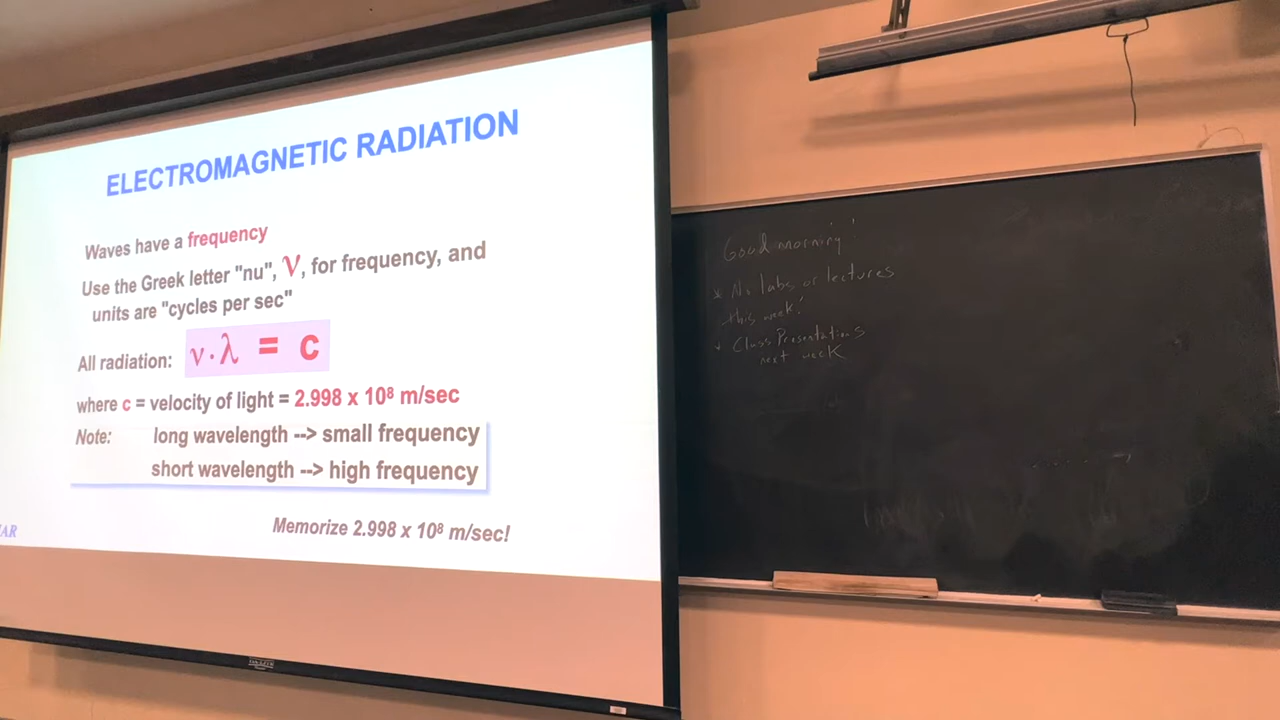 ELECTROMAGNETIC RADIATION
Waves have a frequency
Use the Greek letter "nu", ν, for frequency, and
units are "cycles per sec"
All radiation: ν · λ = c
where c = velocity of light = 2.998 x 10⁸ m/sec
Note: long wavelength --> small frequency
short wavelength --> high frequency
Memorize 2.998 x 10⁸ m/sec!
AR
Good morning!
* No labs or lectures
this week!
* Class Presentations
next week